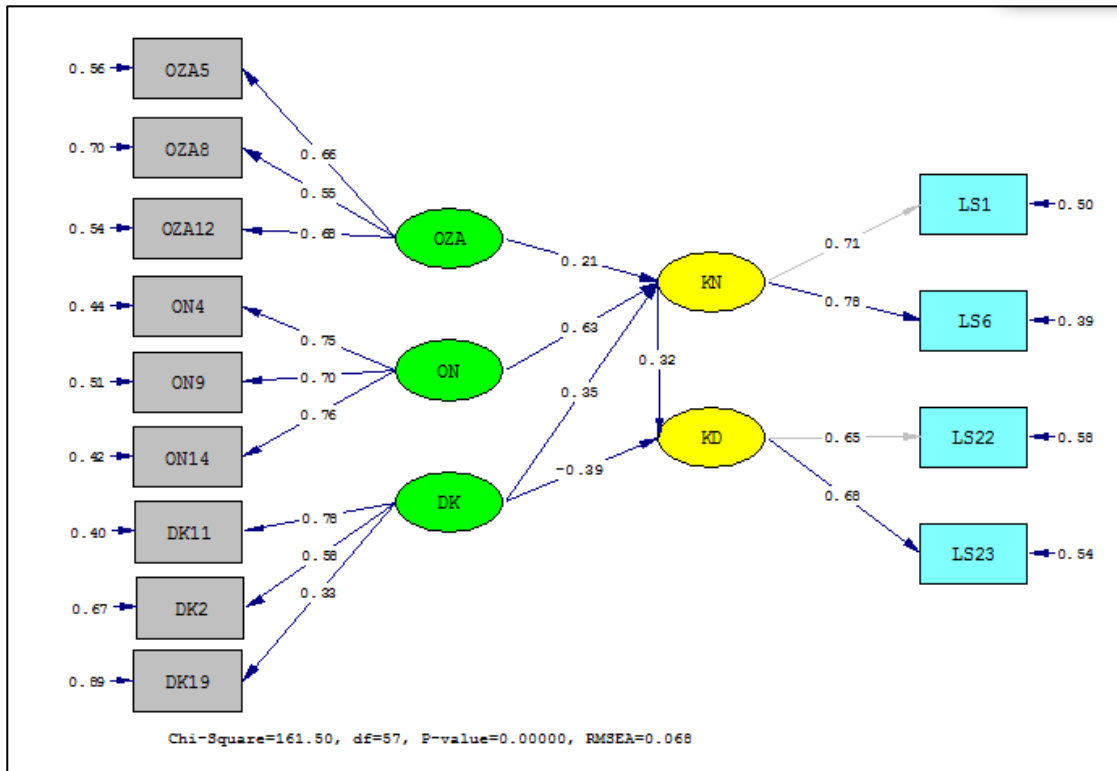 0.56 OZA5
0.70 OZA8
0.54 OZA12
0.44 ON4
0.51 ON9
0.42 ON14
0.40 DK11
0.67 DK2
0.89 DK19
0.66
0.55
0.68
0.75
0.70
0.76
0.78
0.58
0.33
OZA
ON
DK
0.21
0.63
0.35
-0.39
KN
0.32
KD
0.71
0.78
0.65
0.68
LS1 0.50
LS6 0.39
LS22 0.58
LS23 0.54
Chi-Square=161.50, df=57, P-value=0.00000, RMSEA=0.068